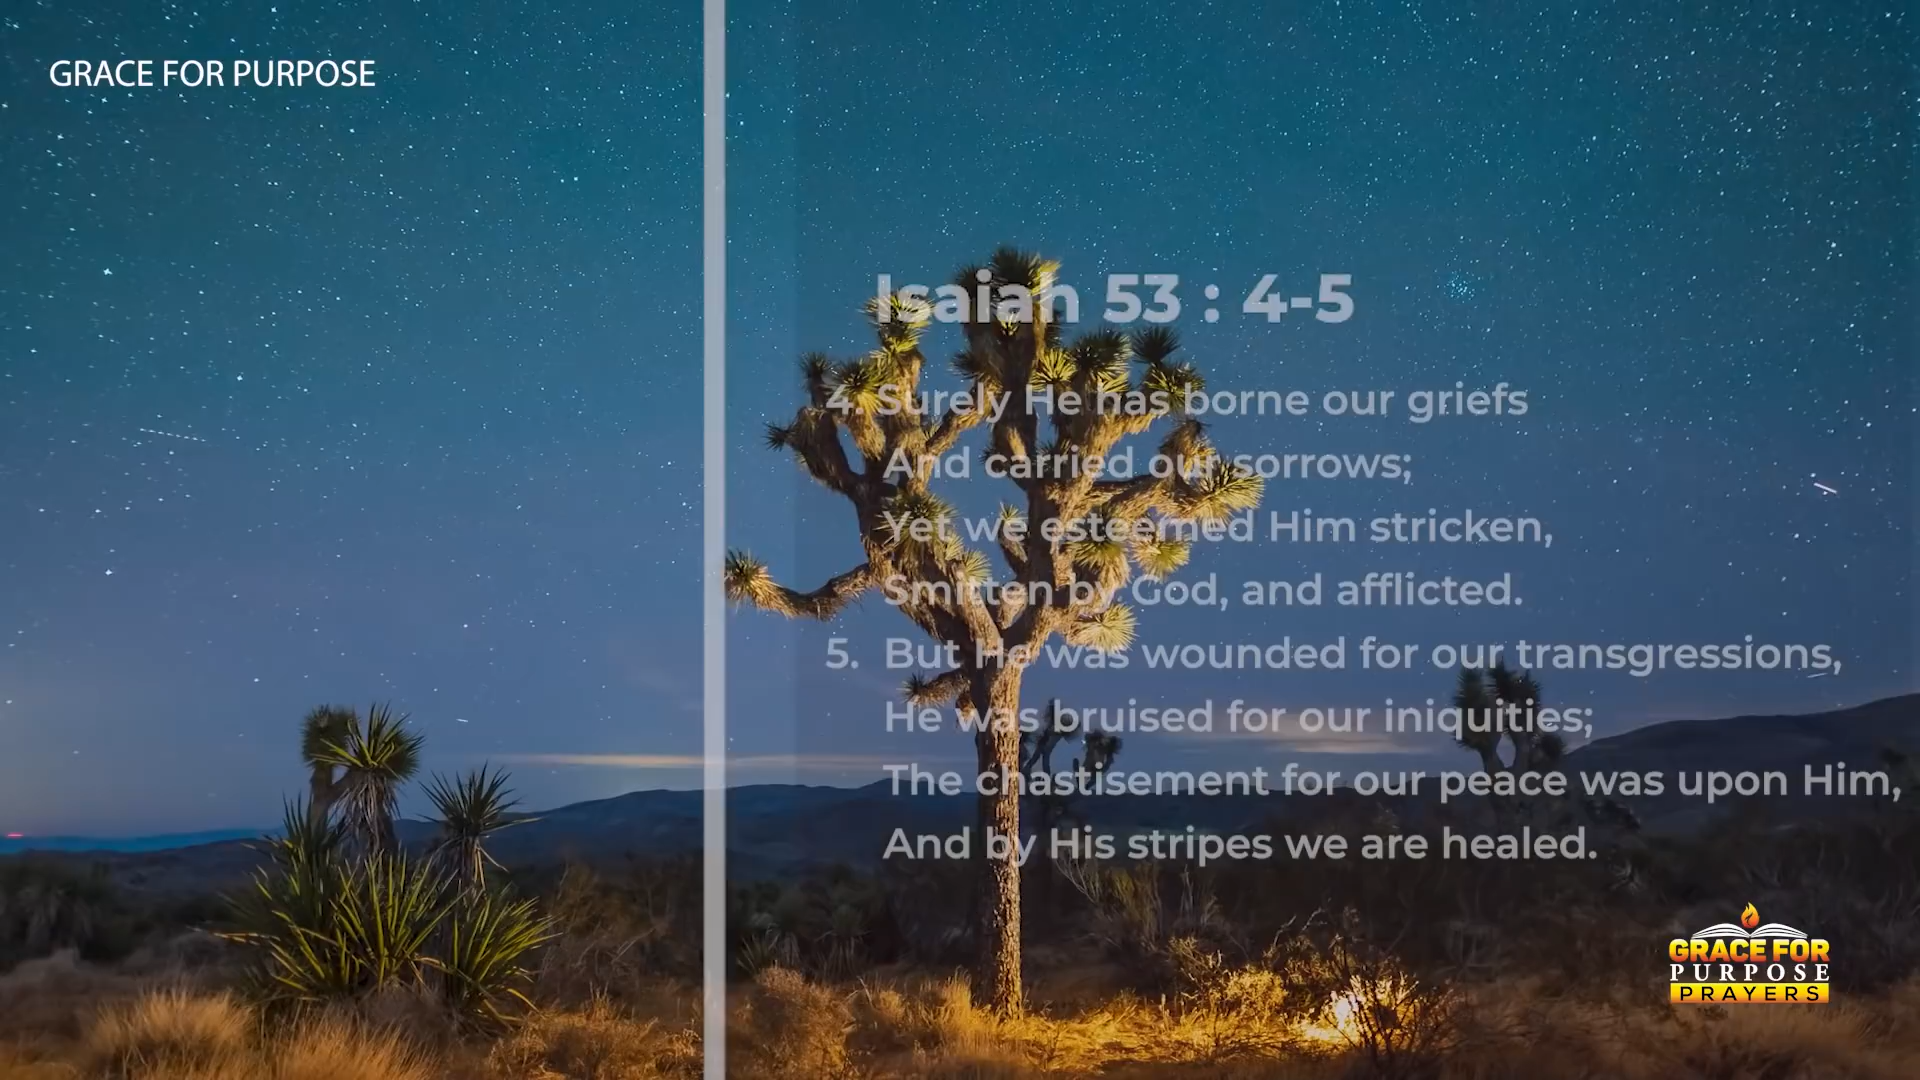 GRACE FOR PURPOSE
Isaiah 53 : 4-5
4. Surely He has borne our griefs
And carried our sorrows;
Yet we esteemed Him stricken,
Smitten by God, and afflicted.
5. But He was wounded for our transgressions,
He was bruised for our iniquities;
The chastisement for our peace was upon Him,
And by His stripes we are healed.
GRACE FOR
PURPOSE
PRAYERS